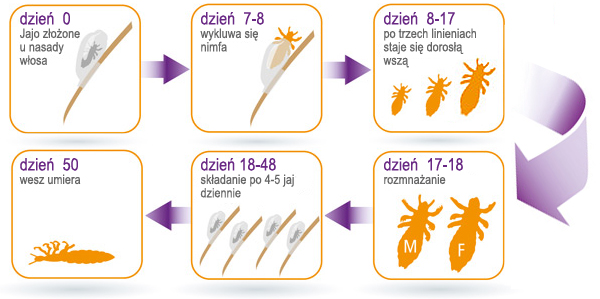 dzień 0
Jajo złożone
u nasady
włosa
dzień 7-8
wykluwa się
nimfa
dzień 8-17
po trzech linieniach
staje się dorosłą
wszą
dzień 17-18
rozmnażanie
M
F
dzień 18-48
składanie po 4-5 jaj
dziennie
dzień 50
wesz umiera